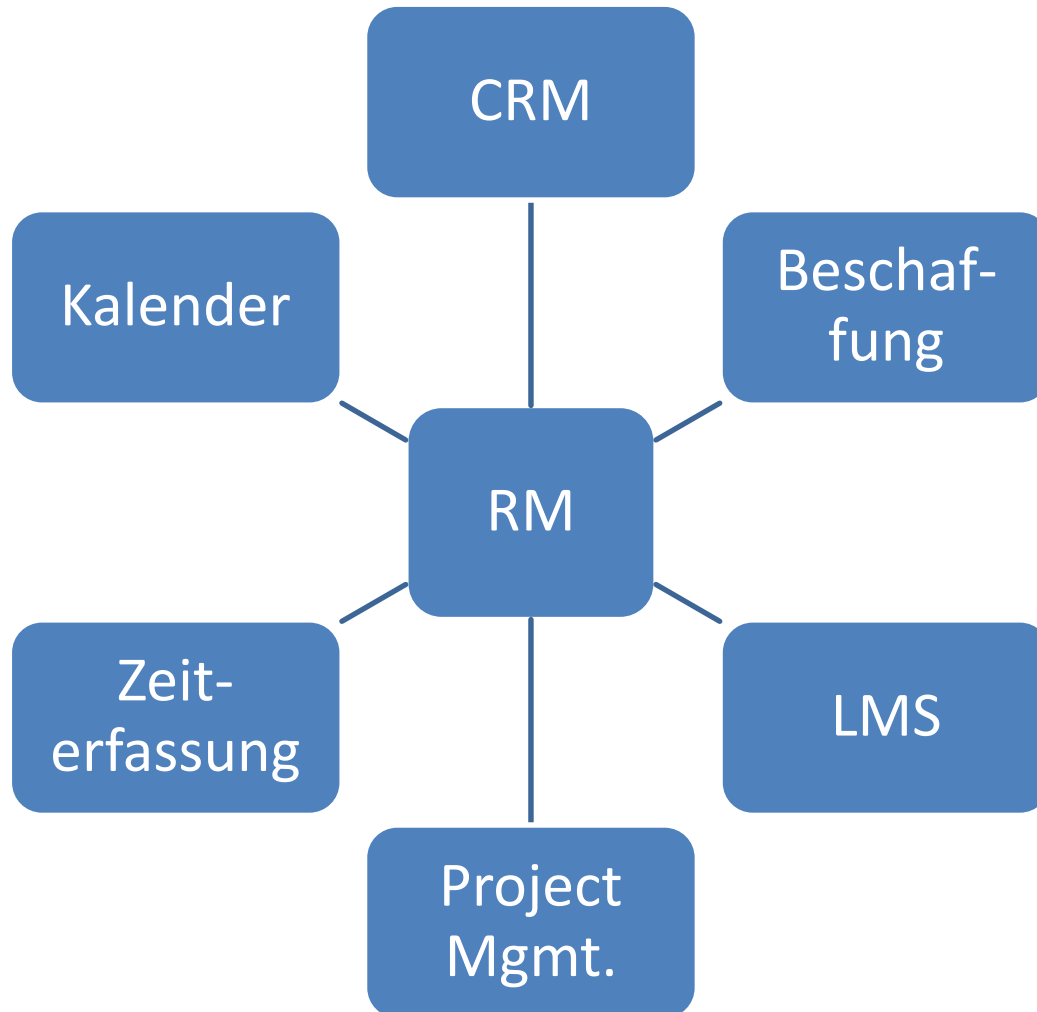 CRM
Kalender
Beschaf-
fung
RM
Zeit-
erfassung
LMS
Project
Mgmt.